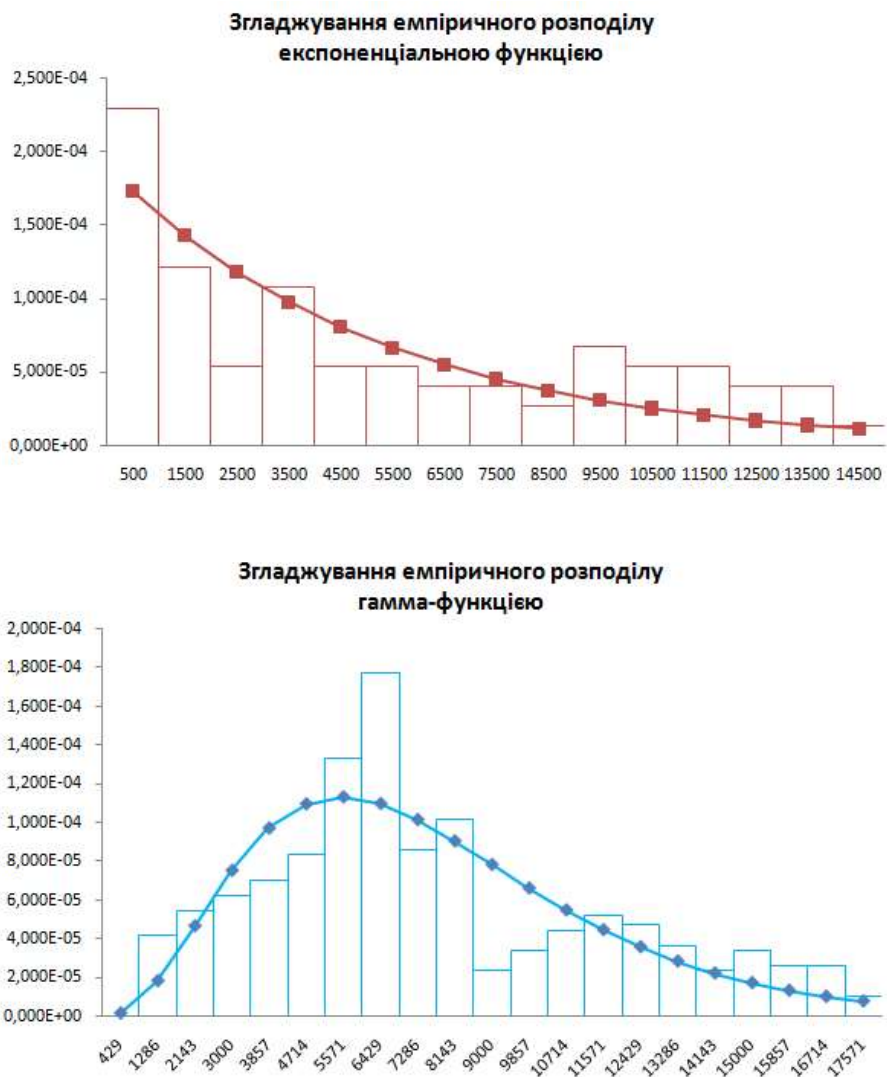 Згладжування емпіричного розподілу
експоненціальною функцією
2,500E-04
2,000E-04
1,500E-04
1,000E-04
5,000E-05
0,000E+00
500 1500 2500 3500 4500 5500 6500 7500 8500 9500 10500 11500 12500 13500 14500
Згладжування емпіричного розподілу
гамма-функцією
2,000E-04
1,800E-04
1,600E-04
1,400E-04
1,200E-04
1,000E-04
8,000E-05
6,000E-05
4,000E-05
2,000E-05
0,000E+00
429 1286 2143 3000 3857 4714 5571 6429 7286 8143 9000 9857 10714 11571 12429 13286 14143 15000 15857 16714 17571